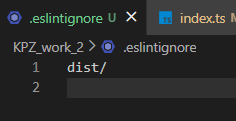 .eslintignore U index.ts
KPZ_work_2 > .eslintignore
1 dist/
2